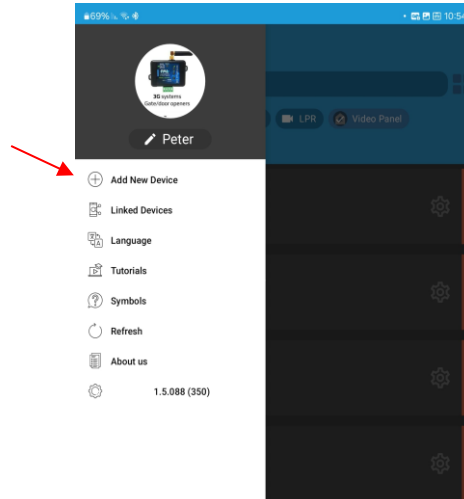 69%
10:54
3G systems
Gate/door openers
Peter
LPR
Video Panel
Add New Device
Linked Devices
Language
Tutorials
Symbols
Refresh
About us
1.5.088 (350)